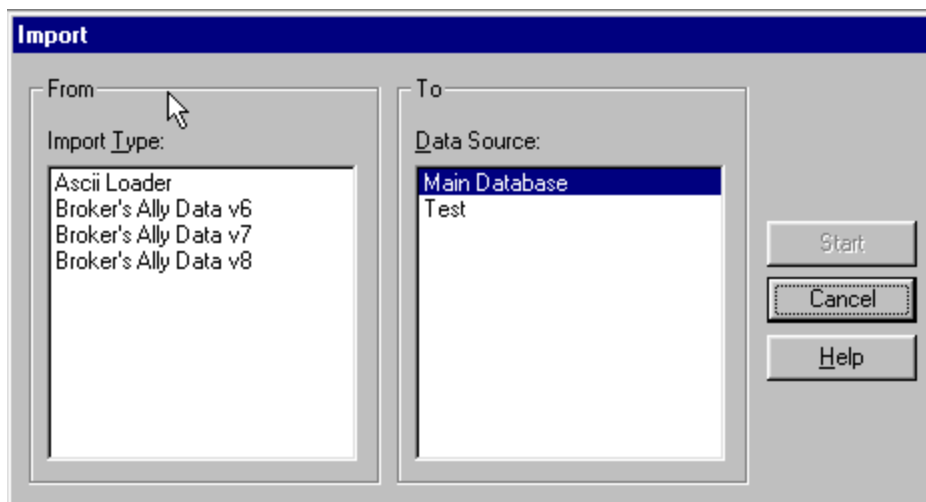 Import
From
Import Type:
Ascii Loader
Broker's Ally Data v6
Broker's Ally Data v7
Broker's Ally Data v8
To
Data Source:
Main Database
Test
Start
Cancel
Help